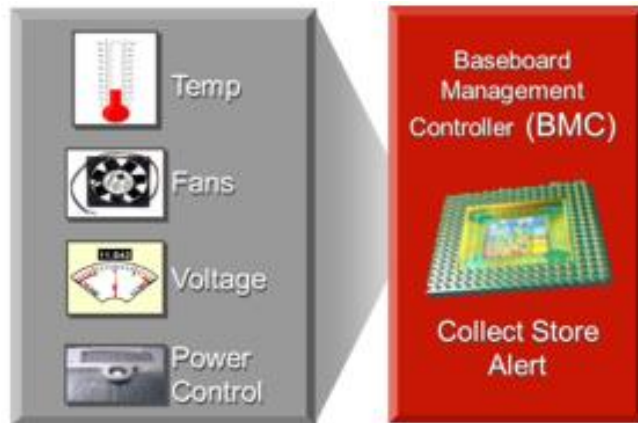 Temp
Fans
Voltage
Power
Control
Baseboard
Management
Controller (BMC)
Collect Store
Alert